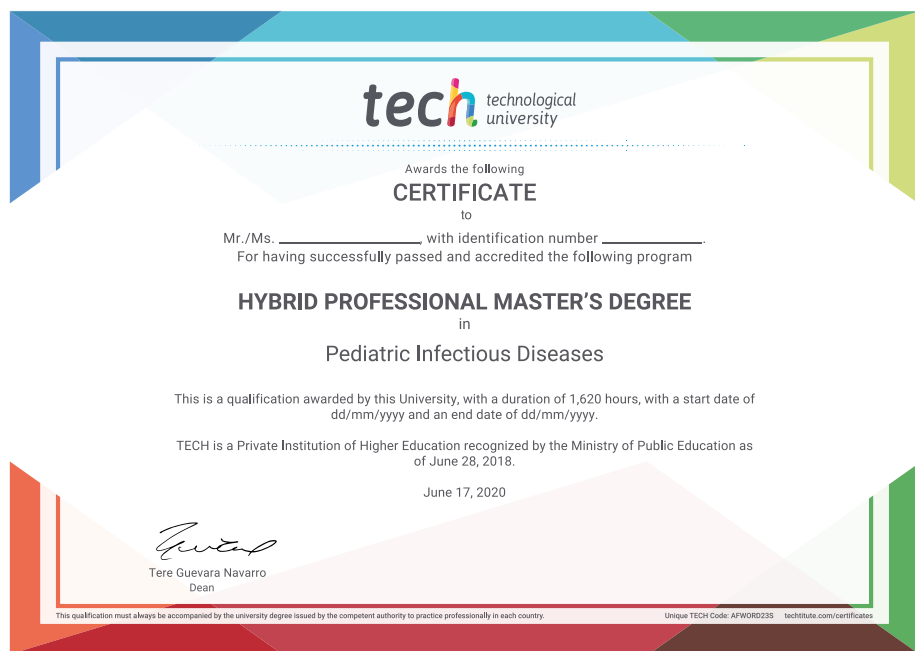 tech technological
university
Awards the following
CERTIFICATE
to
Mr./Ms. ____________________, with identification number ______________.
For having successfully passed and accredited the following program
HYBRID PROFESSIONAL MASTER'S DEGREE
in
Pediatric Infectious Diseases
This is a qualification awarded by this University, with a duration of 1,620 hours, with a start date of
dd/mm/yyyy and an end date of dd/mm/yyyy.
TECH is a Private Institution of Higher Education recognized by the Ministry of Public Education as
of June 28, 2018.
June 17, 2020
Tere Guevara Navarro
Dean
This qualification must always be accompanied by the university degree issued by the competent authority to practice professionally in each country. Unique TECH Code: AFWORD23S techtitute.com/certificates